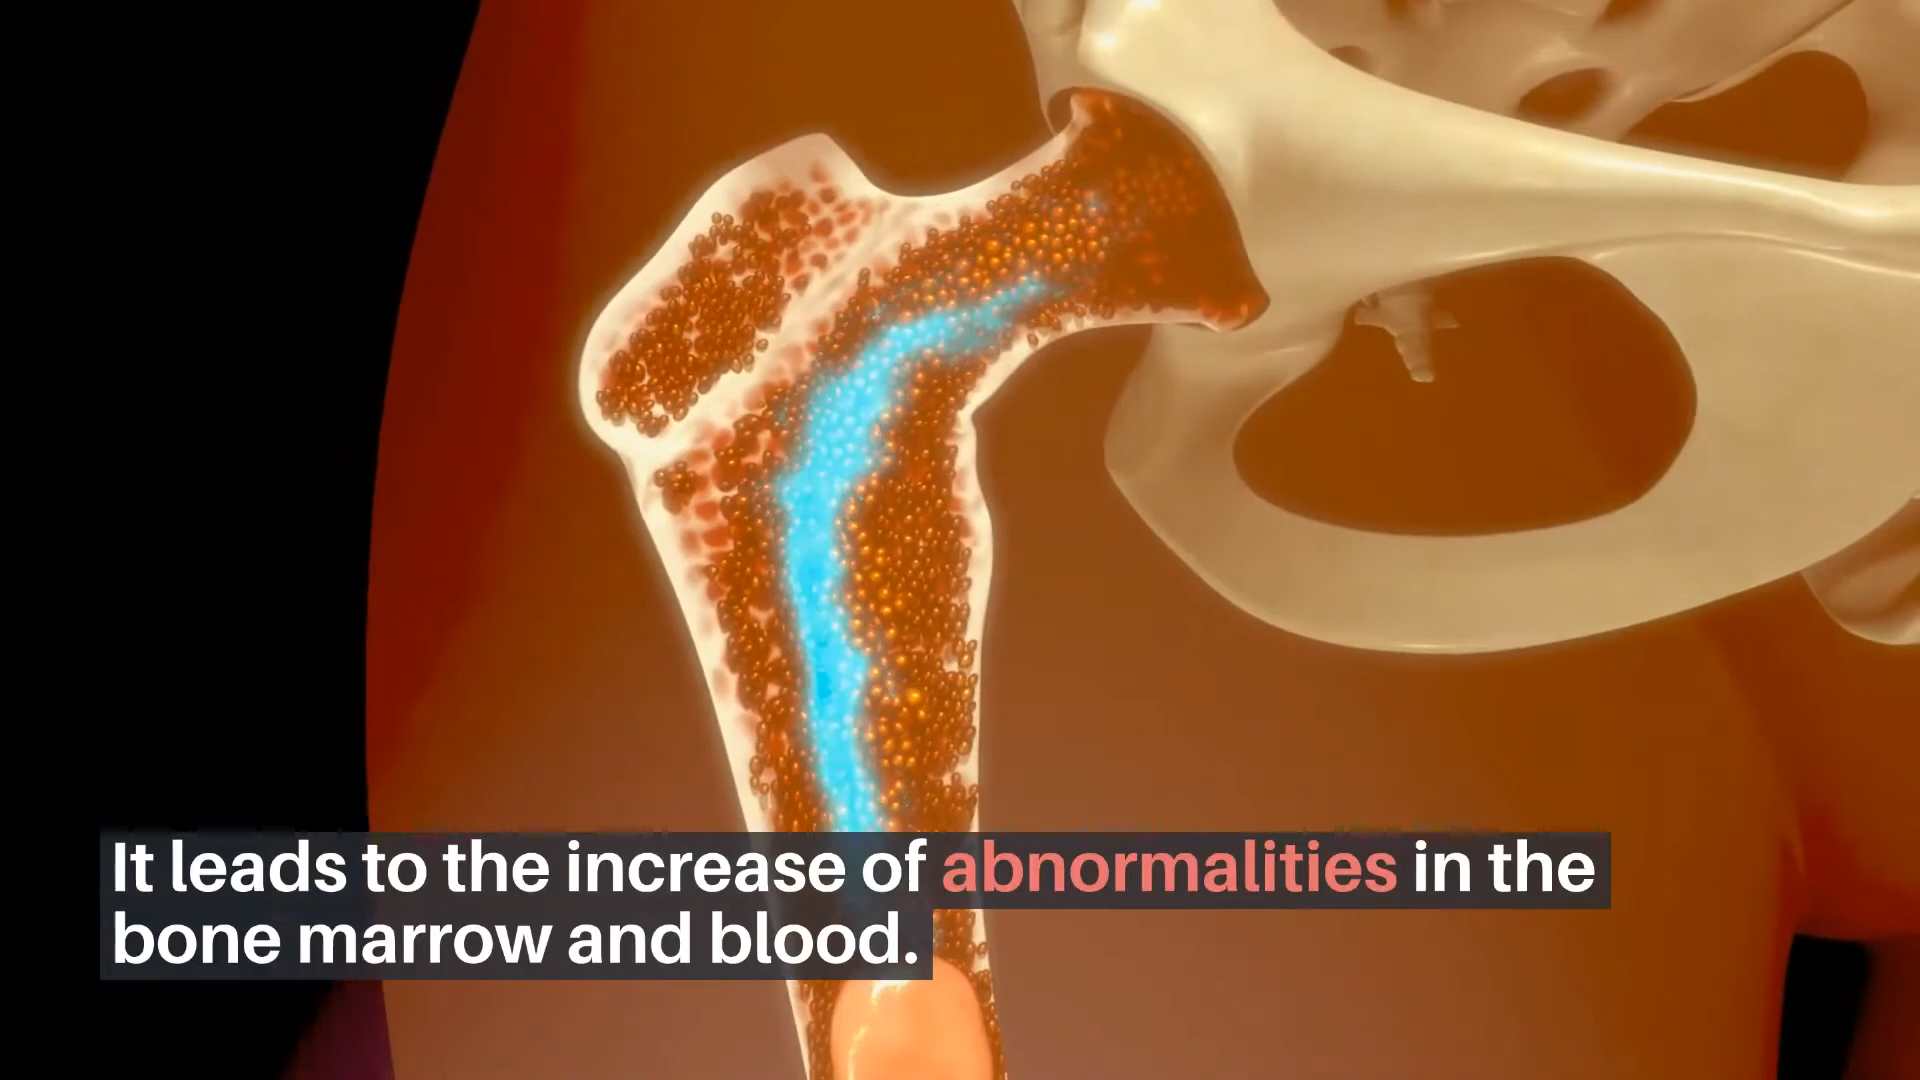 It leads to the increase of abnormalities in the
bone marrow and blood.